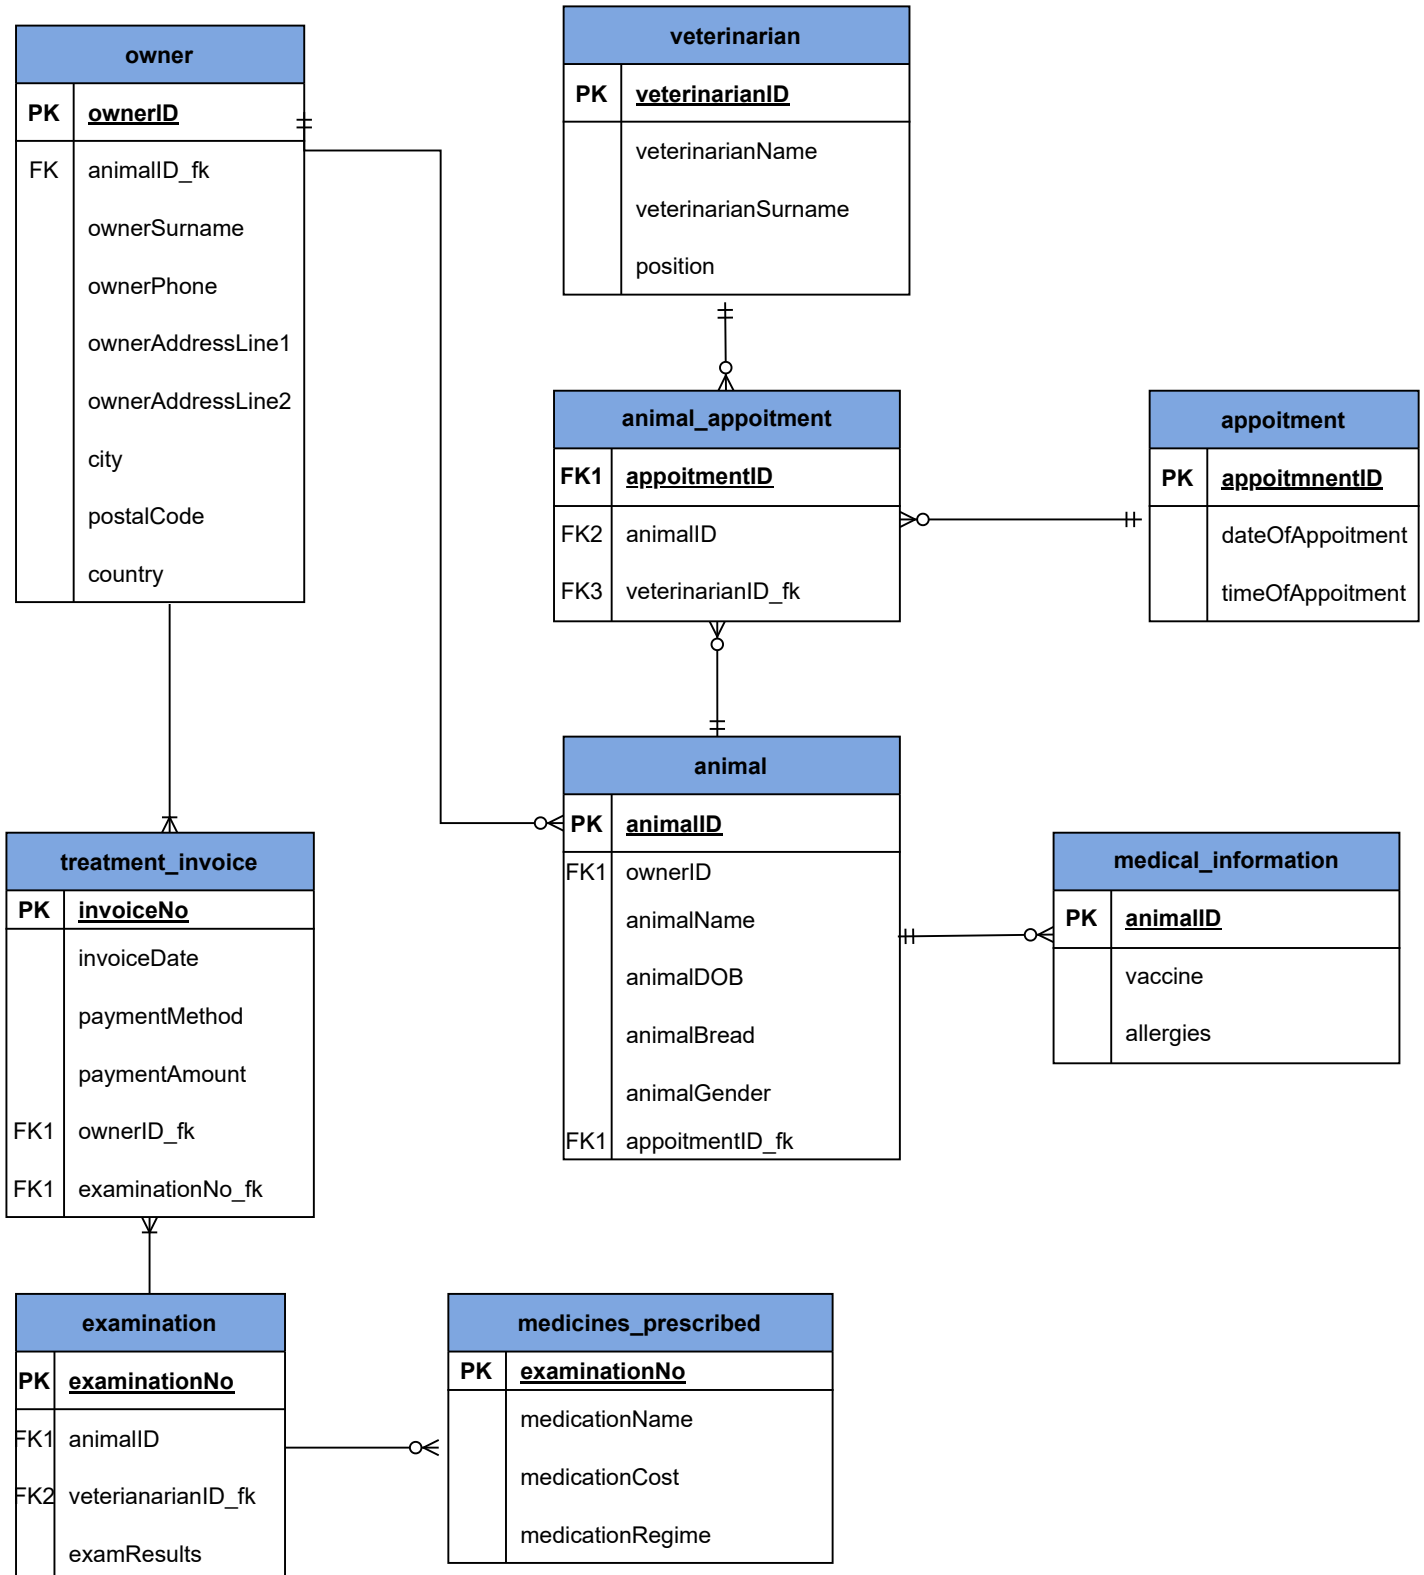 owner
PK ownerID
FK animalID_fk
ownerSurname
ownerPhone
ownerAddressLine1
ownerAddressLine2
city
postalCode
country
veterinarian
PK veterinarianID
veterinarianName
veterinarianSurname
position
animal_appoitment
FK1 appoitmentID
FK2 animalID
FK3 veterinarianID_fk
appoitment
PK appoitmnentID
dateOfAppoitment
timeOfAppoitment
animal
PK animalID
FK1 ownerID
animalName
animalDOB
animalBread
animalGender
FK1 appoitmentID_fk
medical_information
PK animalID
vaccine
allergies
treatment_invoice
PK invoiceNo
invoiceDate
paymentMethod
paymentAmount
FK1 ownerID_fk
FK1 examinationNo_fk
examination
PK examinationNo
FK1 animalID
FK2 veterianarianID_fk
examResults
medicines_prescribed
PK examinationNo
medicationName
medicationCost
medicationRegime